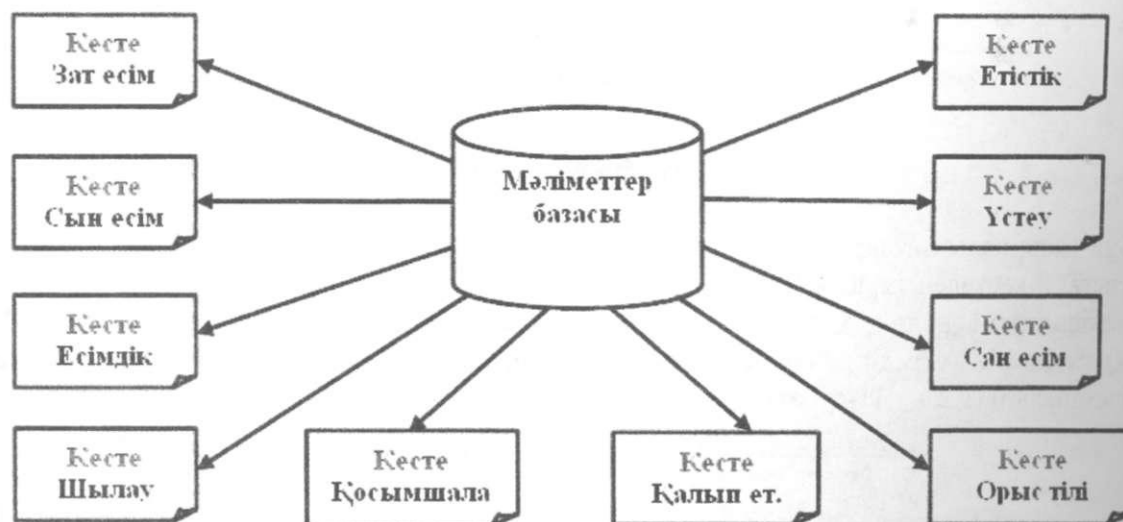 Кесте
Зат есім
Кесте
Етістік
Мәліметтер
базасы
Кесте
Сын есім
Кесте
Үстеу
Кесте
Есімдік
Кесте
Сан есім
Кесте
Шылау
Кесте
Қосымшала
Кесте
Қалып ет.
Кесте
Орыс тілі